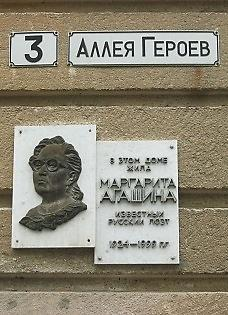 3 Аллея Героев
В ЭТОМ ДОМЕ
ЖИЛА
МАРГАРИТА
АГАШИНА
ИЗВЕСТНЫЙ
РУССКИЙ ПОЭТ
1924—1999 гг